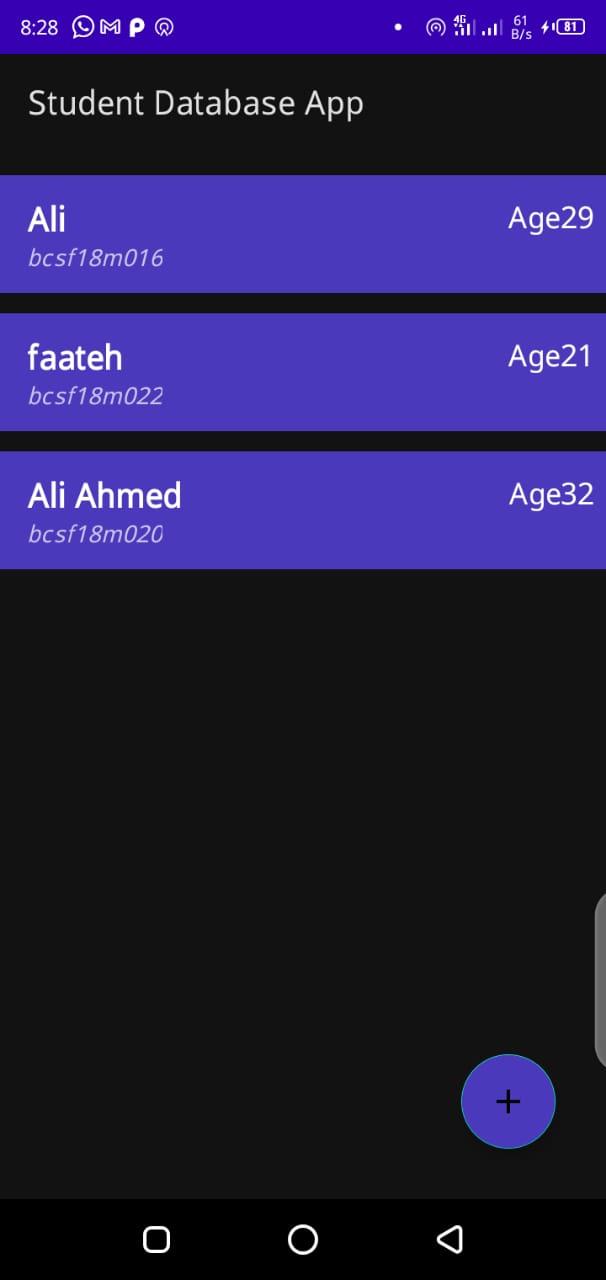 8:28 4G 61 B/s 81
Student Database App
Ali Age29
bcsf18m016
faateh Age21
bcsf18m022
Ali Ahmed Age32
bcsf18m020
+